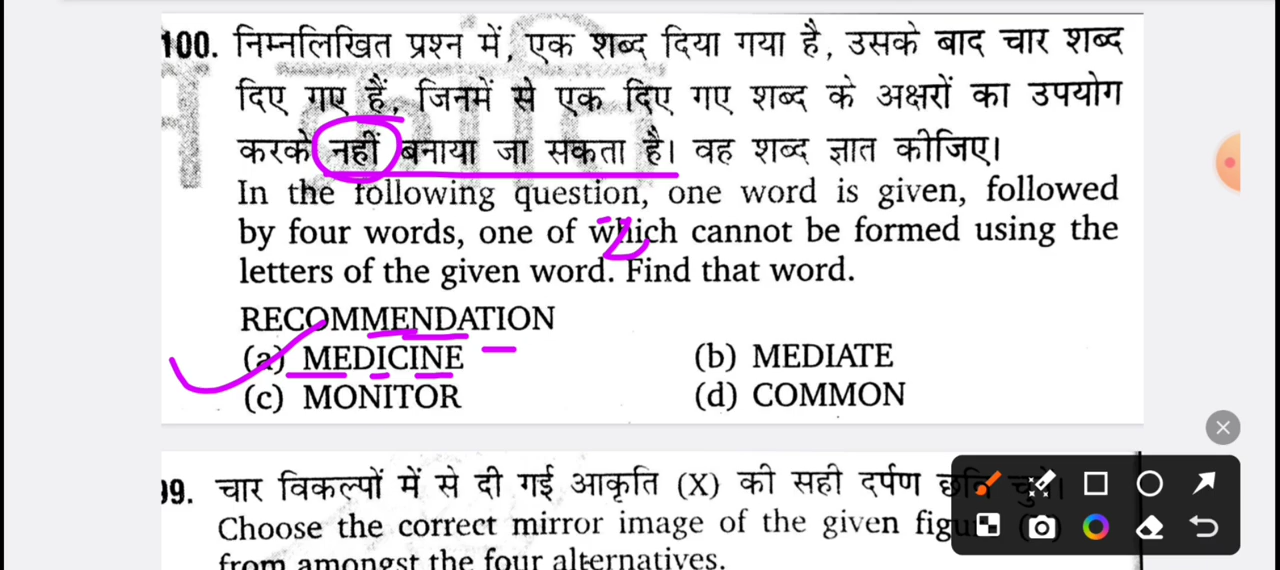 100. निम्नलिखित प्रश्न में, एक शब्द दिया गया है, उसके बाद चार शब्द
दिए गए हैं, जिनमें से एक दिए गए शब्द के अक्षरों का उपयोग
करके नहीं बनाया जा सकता है। वह शब्द ज्ञात कीजिए।
In the following question, one word is given, followed
by four words, one of which cannot be formed using the
letters of the given word. Find that word.
RECOMMENDATION
(a) MEDICINE (b) MEDIATE
(c) MONITOR (d) COMMON
99. चार विकल्पों में से दी गई आकृति (X) की सही दर्पण
Choose the correct mirror image of the given
from amongst the four alternatives.